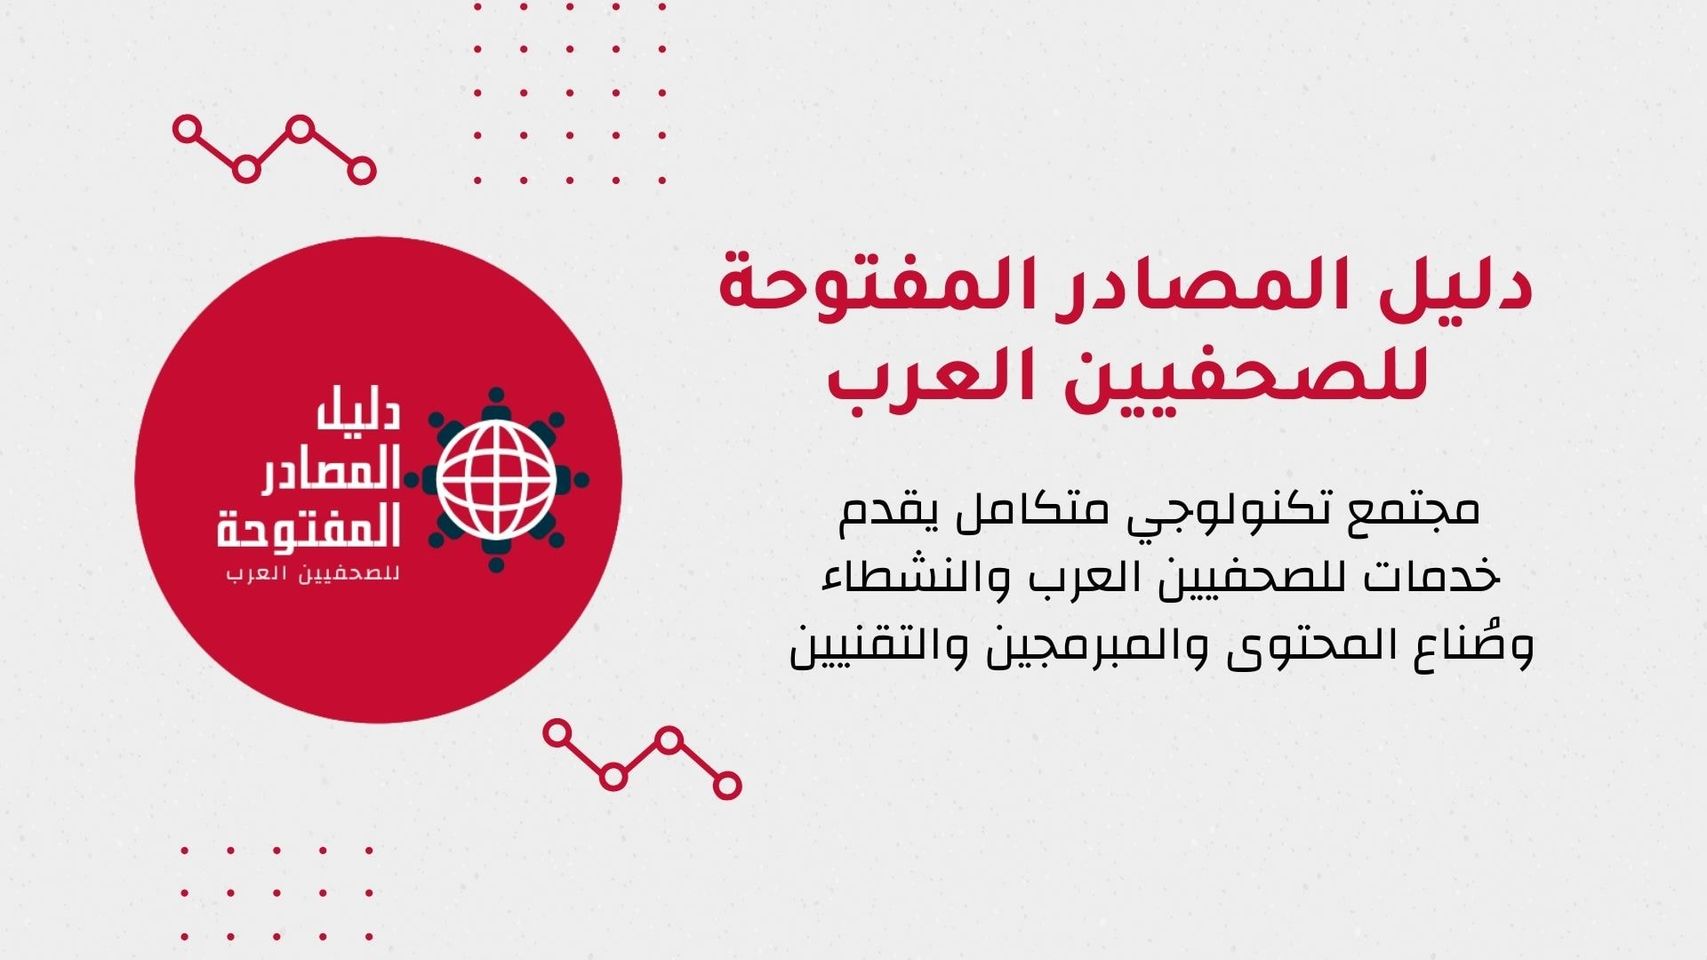 دليل المصادر المفتوحة
للصحفيين العرب
مجتمع تكنولوجي متكامل يقدم
خدمات للصحفيين العرب والنشطاء
وصُناع المحتوى والمبرمجين والتقنيين
دليل
المصادر
المفتوحة
للصحفيين العرب